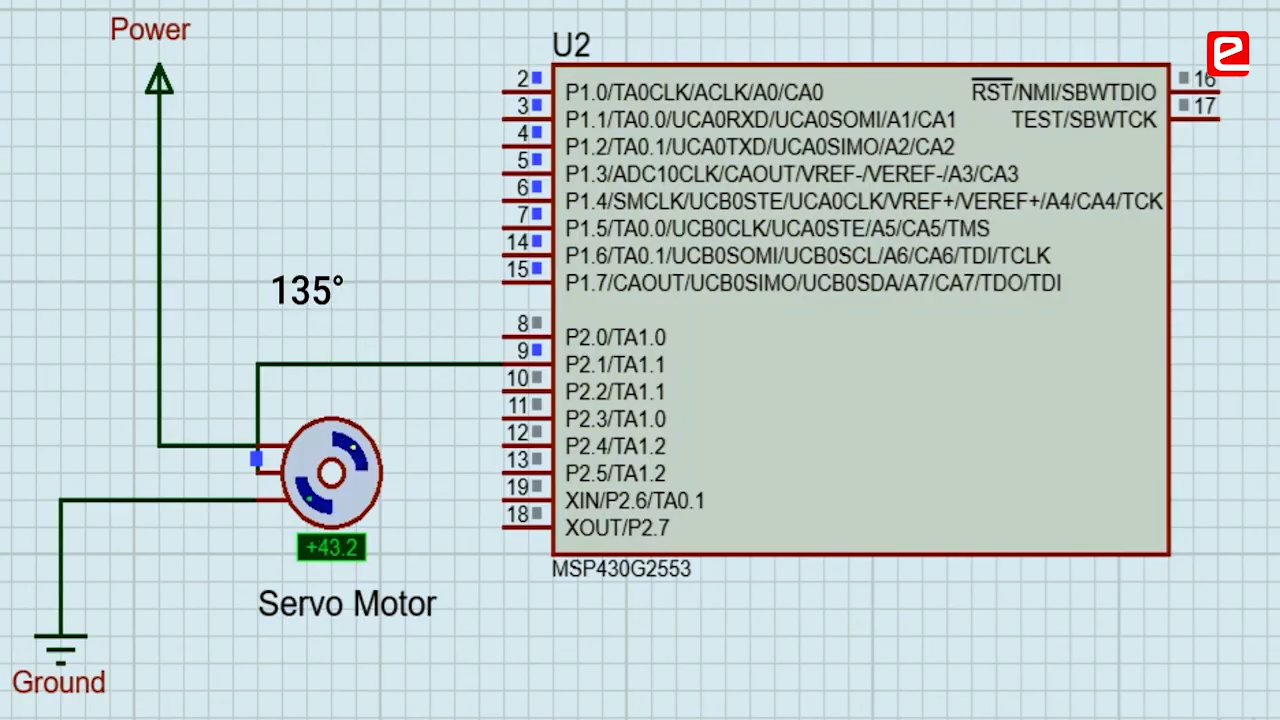 Power
U2
e
2
P1.0/TA0CLK/ACLK/A0/CA0
RST/NMI/SBWTDIO
16
3
P1.1/TA0.0/UCA0RXD/UCA0SOMI/A1/CA1
TEST/SBWTCK
17
4
P1.2/TA0.1/UCA0TXD/UCA0SIMO/A2/CA2
5
P1.3/ADC10CLK/CAOUT/VREF-/VEREF-/A3/CA3
6
P1.4/SMCLK/UCB0STE/UCA0CLK/VREF+/VEREF+/A4/CA4/TCK
7
P1.5/TA0.0/UCB0CLK/UCA0STE/A5/CA5/TMS
14
P1.6/TA0.1/UCB0SOMI/UCB0SCL/A6/CA6/TDI/TCLK
15
P1.7/CAOUT/UCB0SIMO/UCB0SDA/A7/CA7/TDO/TDI
135°
8
P2.0/TA1.0
9
P2.1/TA1.1
10
P2.2/TA1.1
11
P2.3/TA1.0
12
P2.4/TA1.2
13
P2.5/TA1.2
19
XIN/P2.6/TA0.1
18
XOUT/P2.7
MSP430G2553
+43.2
Servo Motor
Ground